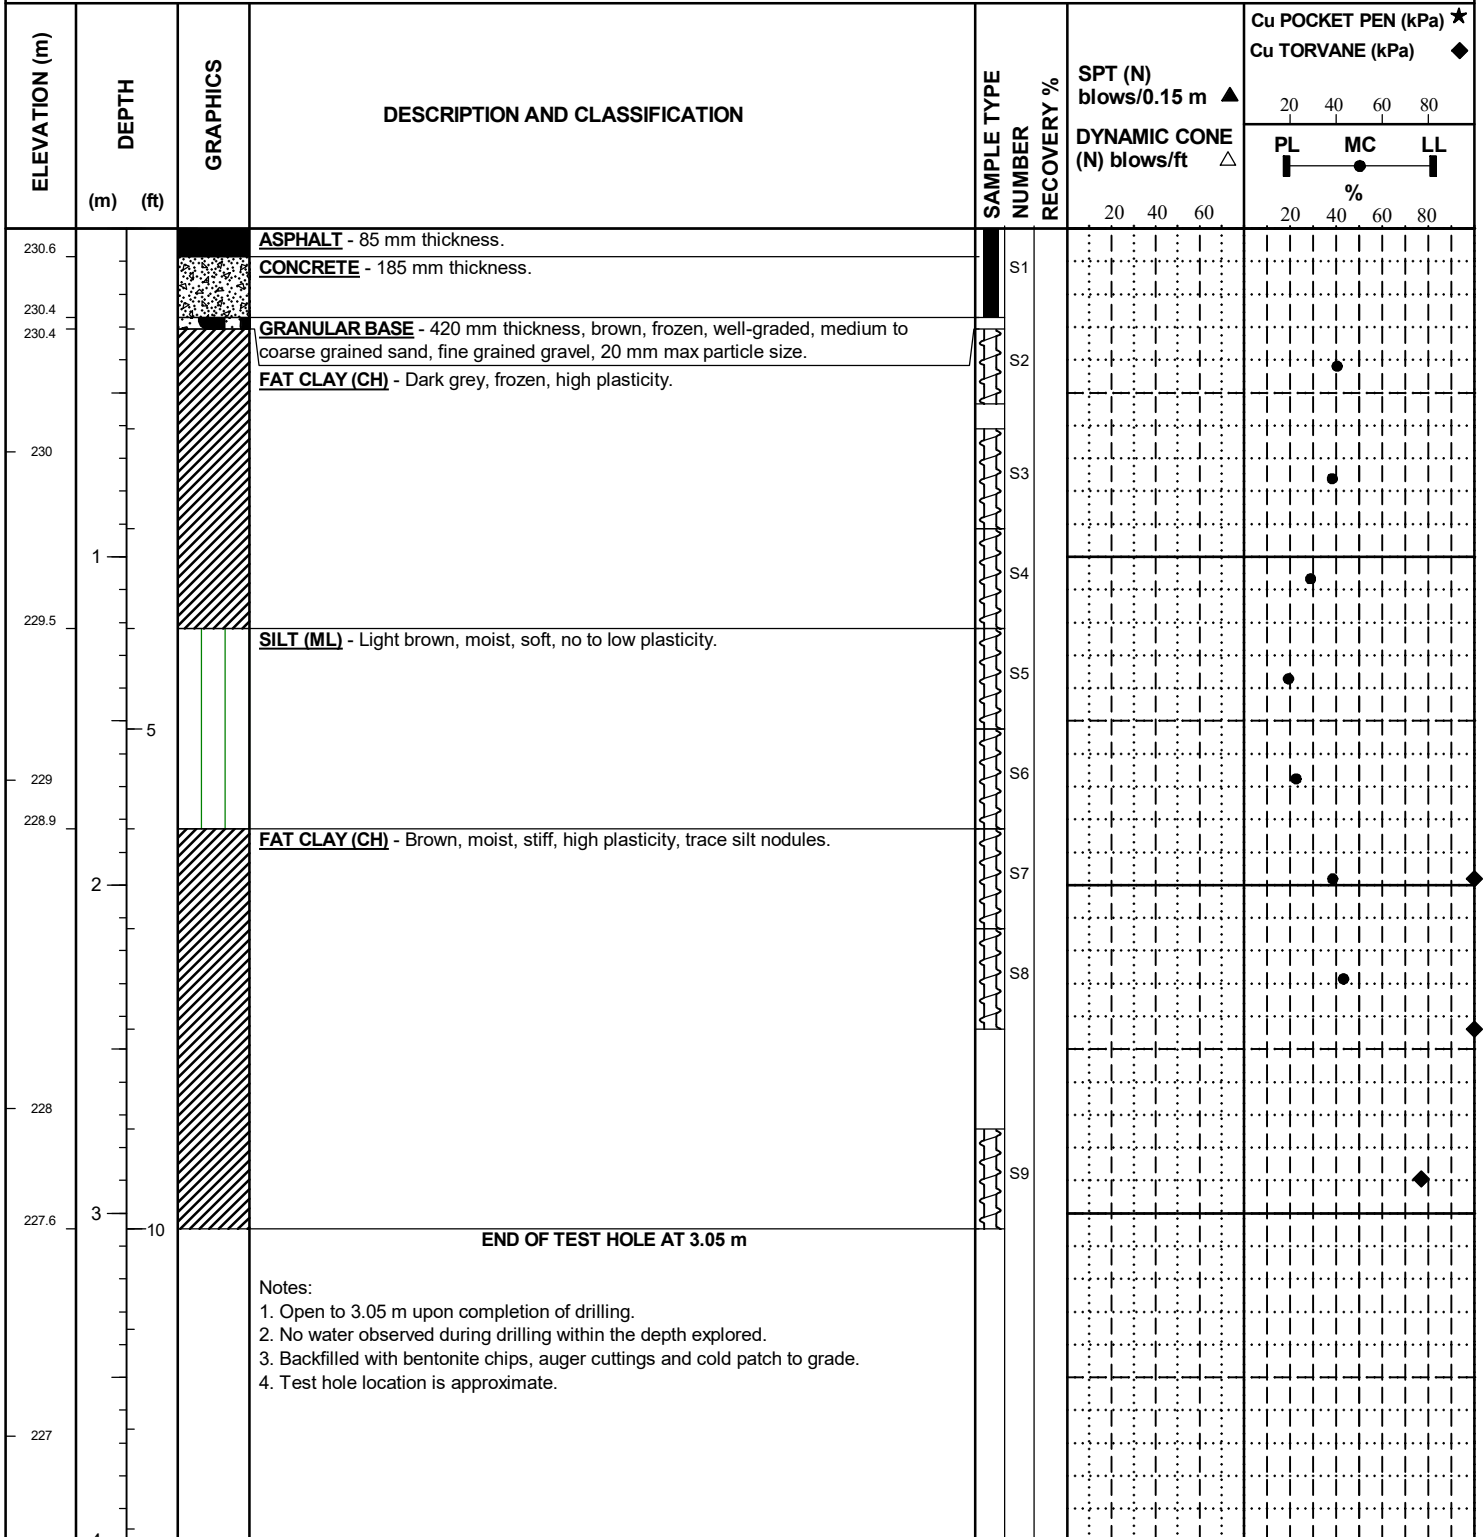 ELEVATION (m)
DEPTH
(m) (ft)
GRAPHICS
DESCRIPTION AND CLASSIFICATION
SAMPLE TYPE
NUMBER
RECOVERY %
SPT (N)
blows/0.15 m ▲
DYNAMIC CONE
(N) blows/ft △
20 40 60
Cu POCKET PEN (kPa) ★
Cu TORVANE (kPa) ◆
20 40 60 80
PL MC LL
%
20 40 60 80
230.6
ASPHALT - 85 mm thickness.
CONCRETE - 185 mm thickness.
S1
230.4
230.4
GRANULAR BASE - 420 mm thickness, brown, frozen, well-graded, medium to
coarse grained sand, fine grained gravel, 20 mm max particle size.
S2
FAT CLAY (CH) - Dark grey, frozen, high plasticity.
230
S3
1
S4
229.5
SILT (ML) - Light brown, moist, soft, no to low plasticity.
S5
5
229
S6
228.9
FAT CLAY (CH) - Brown, moist, stiff, high plasticity, trace silt nodules.
S7
2
S8
228
S9
3
227.6
10
END OF TEST HOLE AT 3.05 m
Notes:
1. Open to 3.05 m upon completion of drilling.
2. No water observed during drilling within the depth explored.
3. Backfilled with bentonite chips, auger cuttings and cold patch to grade.
4. Test hole location is approximate.
227